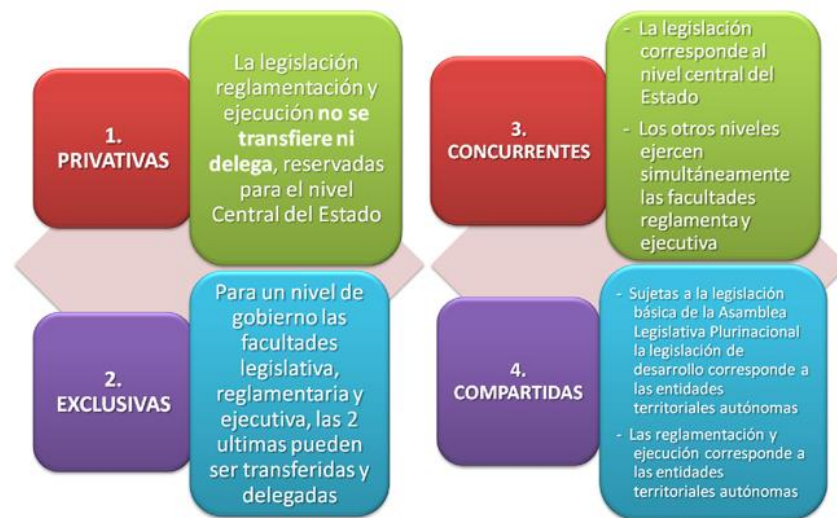 1.
PRIVATIVAS
La legislación
reglamentación y
ejecución no se
transfiere ni
delega, reservadas
para el nivel
Central del Estado
2.
EXCLUSIVAS
Para un nivel de
gobierno las
facultades
legislativa,
reglamentaria y
ejecutiva, las 2
ultimas pueden
ser transferidas y
delegadas
3.
CONCURRENTES
- La legislación
corresponde al
nivel central del
Estado
- Los otros niveles
ejercen
simultáneamente
las facultades
reglamenta y
ejecutiva
4.
COMPARTIDAS
- Sujetas a la legislación
básica de la Asamblea
Legislativa Plurinacional
la legislación de
desarrollo corresponde a
las entidades
territoriales autónomas
- Las reglamentación y
ejecución corresponde a
las entidades
territoriales autónomas